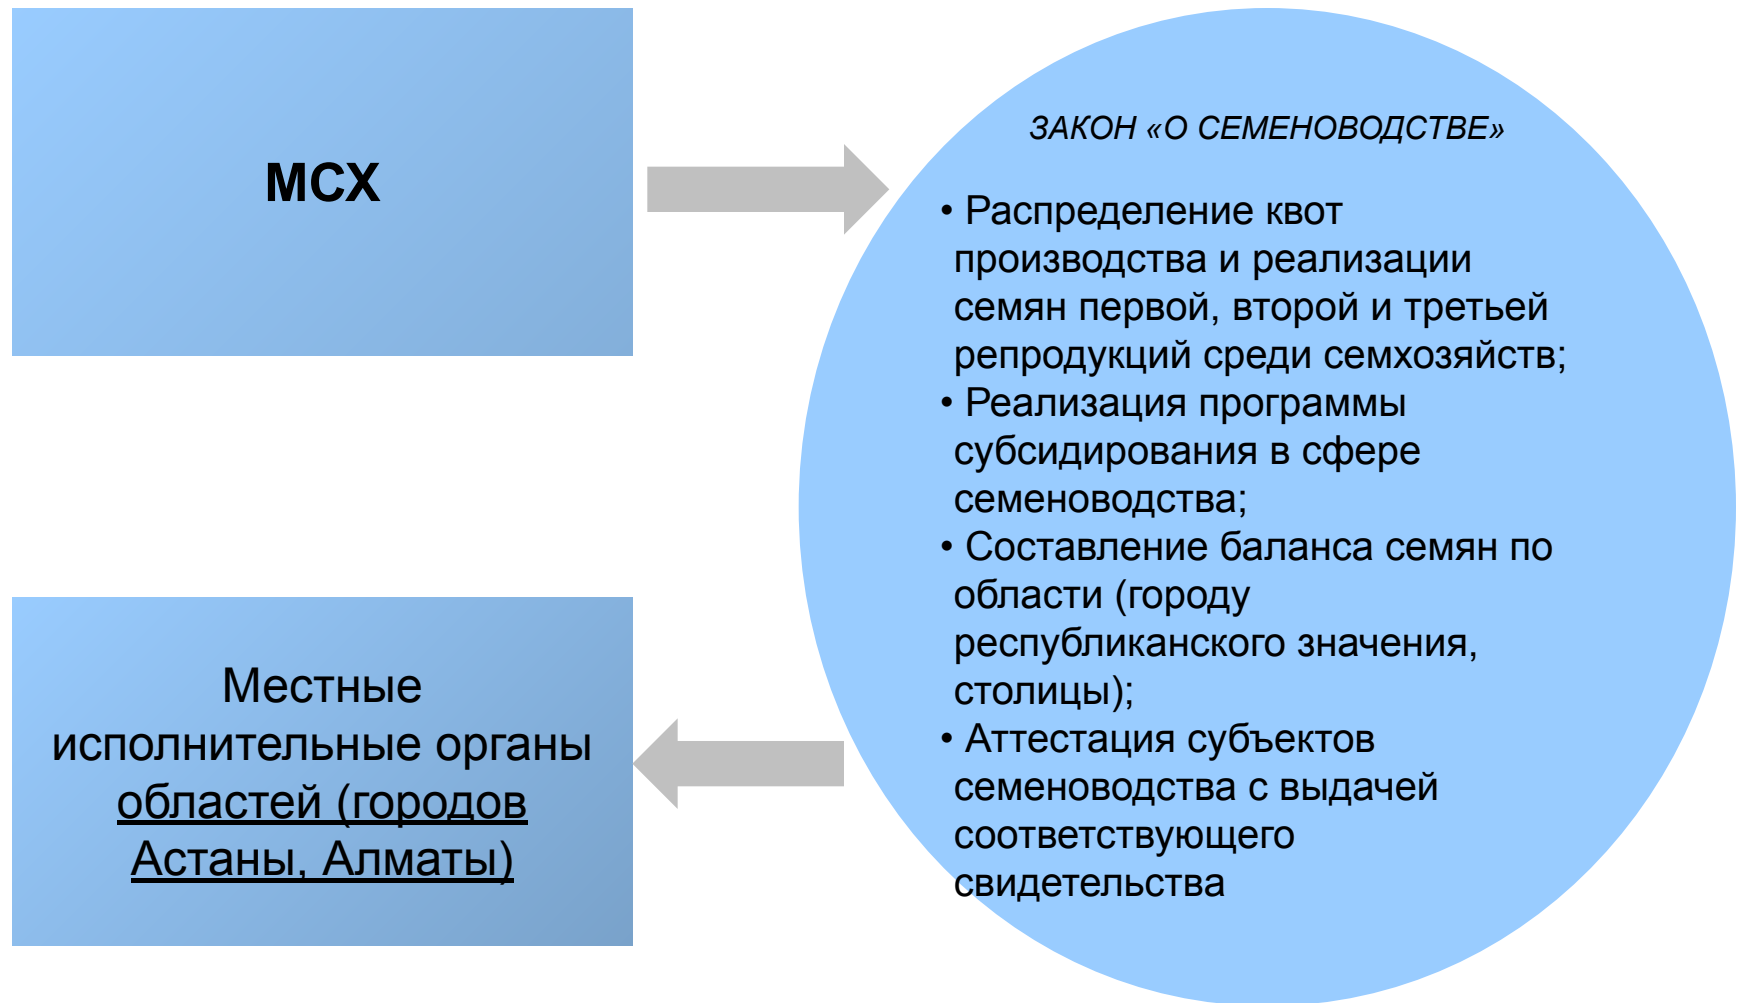 МСХ
ЗАКОН «О СЕМЕНОВОДСТВЕ»
• Распределение квот
производства и реализации
семян первой, второй и третьей
репродукций среди семхозяйств;
• Реализация программы
субсидирования в сфере
семеноводства;
• Составление баланса семян по
области (городу
республиканского значения,
столицы);
• Аттестация субъектов
семеноводства с выдачей
соответствующего
свидетельства
Местные
исполнительные органы
областей (городов
Астаны, Алматы)